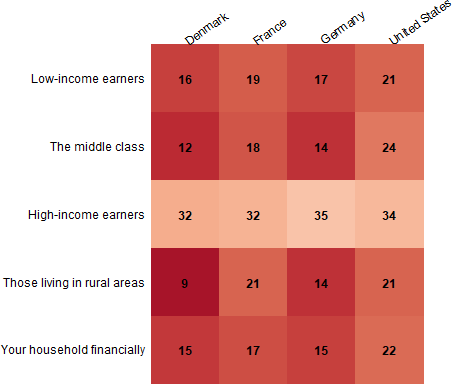 Denmark France Germany United States
Low-income earners 16 19 17 21
The middle class 12 18 14 24
High-income earners 32 32 35 34
Those living in rural areas 9 21 14 21
Your household financially 15 17 15 22